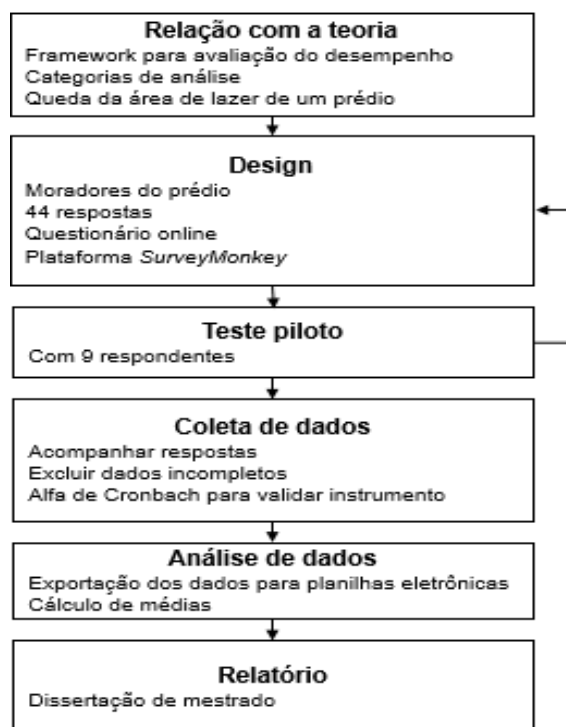 Relação com a teoria
Framework para avaliação do desempenho
Categorias de análise
Queda da área de lazer de um prédio
Design
Moradores do prédio
44 respostas
Questionário online
Plataforma SurveyMonkey
Teste piloto
Com 9 respondentes
Coleta de dados
Acompanhar respostas
Excluir dados incompletos
Alfa de Cronbach para validar instrumento
Análise de dados
Exportação dos dados para planilhas eletrônicas
Cálculo de médias
Relatório
Dissertação de mestrado